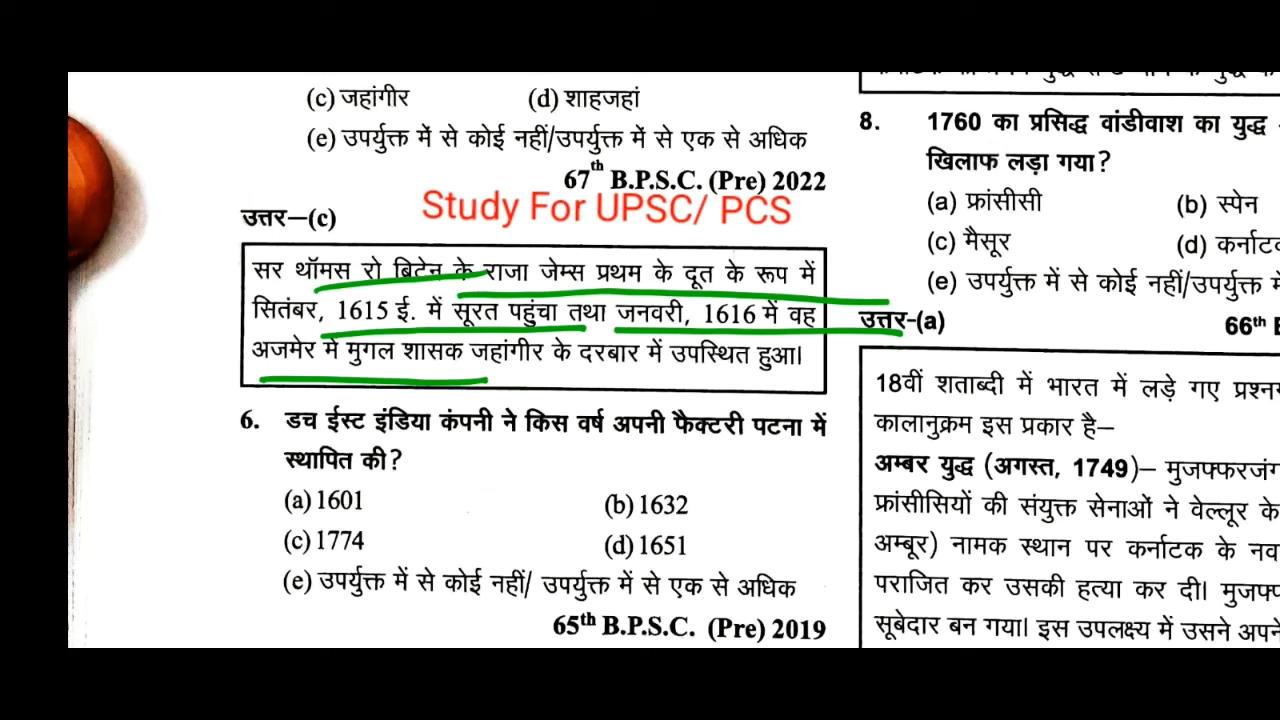 (c) जहांगीर (d) शाहजहां
(e) उपर्युक्त में से कोई नहीं/उपर्युक्त में से एक से अधिक
67th B.P.S.C. (Pre) 2022
Study For UPSC/ PCS
उत्तर–(c)
सर थॉमस रो ब्रिटेन के राजा जेम्स प्रथम के दूत के रूप में
सितंबर, 1615 ई. में सूरत पहुंचा तथा जनवरी, 1616 में वह
अजमेर में मुगल शासक जहांगीर के दरबार में उपस्थित हुआ।
6. डच ईस्ट इंडिया कंपनी ने किस वर्ष अपनी फैक्टरी पटना में
स्थापित की?
(a) 1601 (b) 1632
(c) 1774 (d) 1651
(e) उपर्युक्त में से कोई नहीं/ उपर्युक्त में से एक से अधिक
65th B.P.S.C. (Pre) 2019
8. 1760 का प्रसिद्ध वांडीवाश का युद्ध
खिलाफ लड़ा गया?
(a) फ्रांसीसी (b) स्पेन
(c) मैसूर (d) कर्नाटक
(e) उपर्युक्त में से कोई नहीं/उपर्युक्त में
उत्तर-(a)
66th
18वीं शताब्दी में भारत में लड़े गए
कालानुक्रम इस प्रकार है–
अम्बर युद्ध (अगस्त, 1749)– मुजफ्फरजंग
फ्रांसीसियों की संयुक्त सेनाओं ने वेल्लूर के
अम्बूर) नामक स्थान पर कर्नाटक के
पराजित कर उसकी हत्या कर दी।
सूबेदार बन गया। इस उपलक्ष्य में उसने अपने